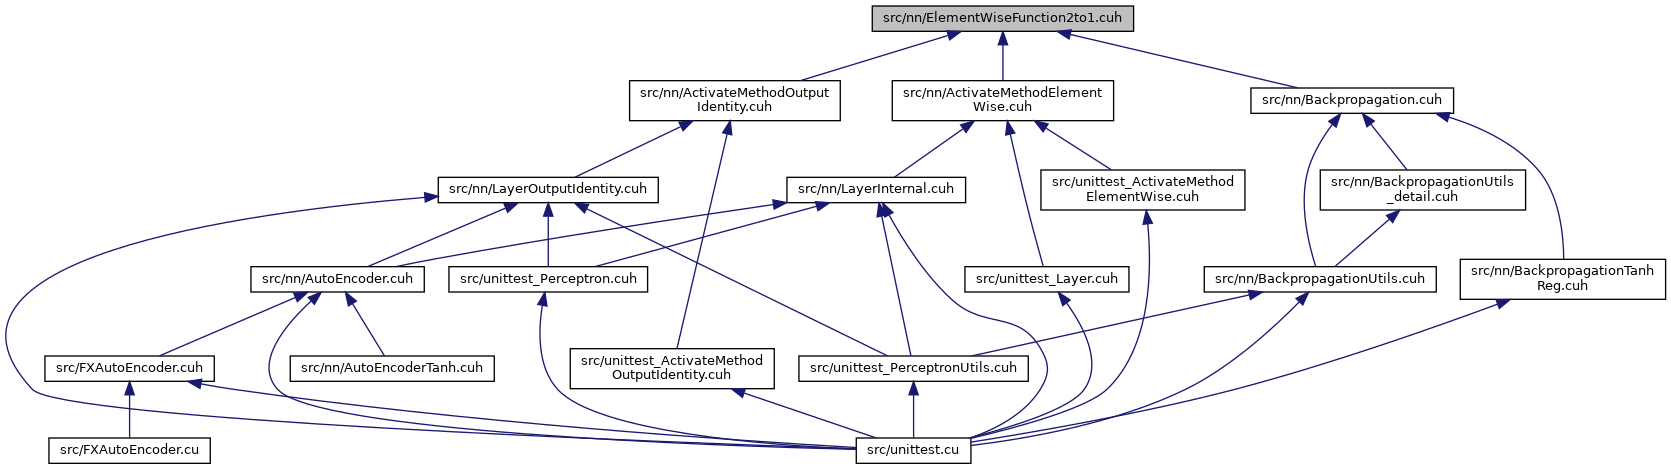 src/nn/ElementWiseFunction2to1.cuh
src/nn/ActivateMethodOutput
Identity.cuh
src/nn/ActivateMethodElement
Wise.cuh
src/nn/Backpropagation.cuh
src/nn/LayerOutputIdentity.cuh
src/nn/LayerInternal.cuh
src/unittest_ActivateMethod
ElementWise.cuh
src/nn/BackpropagationUtils
_detail.cuh
src/nn/AutoEncoder.cuh
src/unittest_Perceptron.cuh
src/unittest_Layer.cuh
src/nn/BackpropagationUtils.cuh
src/nn/BackpropagationTanh
Reg.cuh
src/FXAutoEncoder.cuh
src/nn/AutoEncoderTanh.cuh
src/unittest_ActivateMethod
OutputIdentity.cuh
src/unittest_PerceptronUtils.cuh
src/FXAutoEncoder.cu
src/unittest.cu